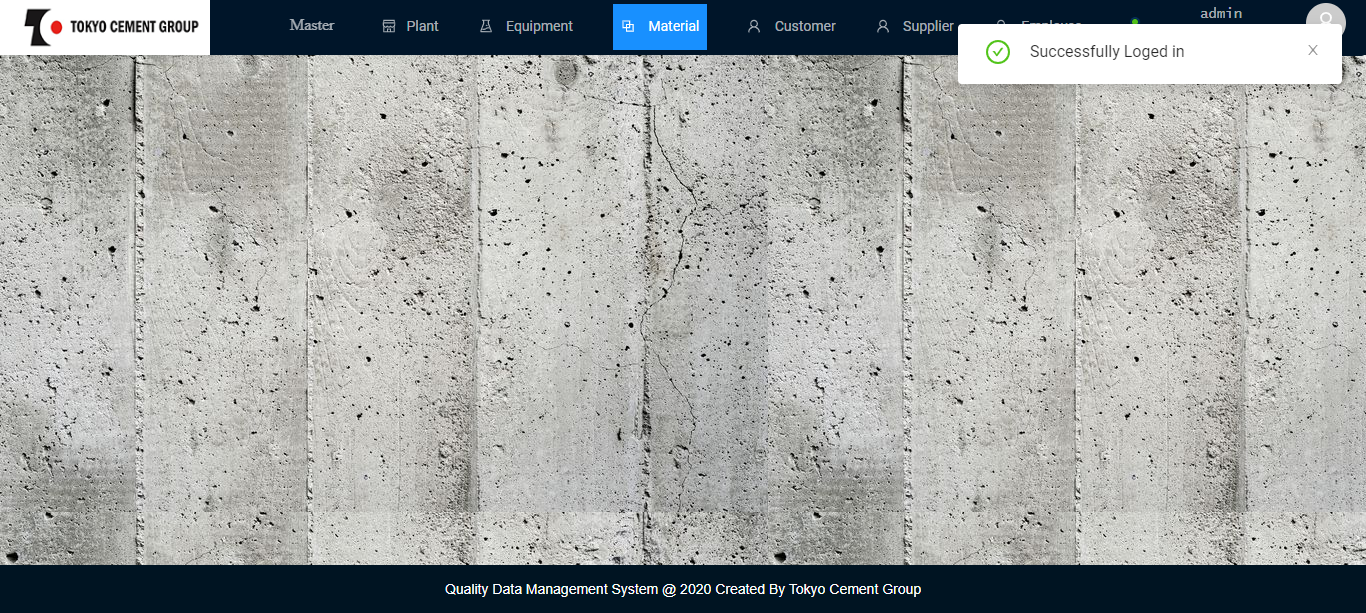 TOKYO CEMENT GROUP
Master Plant Equipment Material Customer Supplier Employee admin
Successfully Loged in
Quality Data Management System @ 2020 Created By Tokyo Cement Group